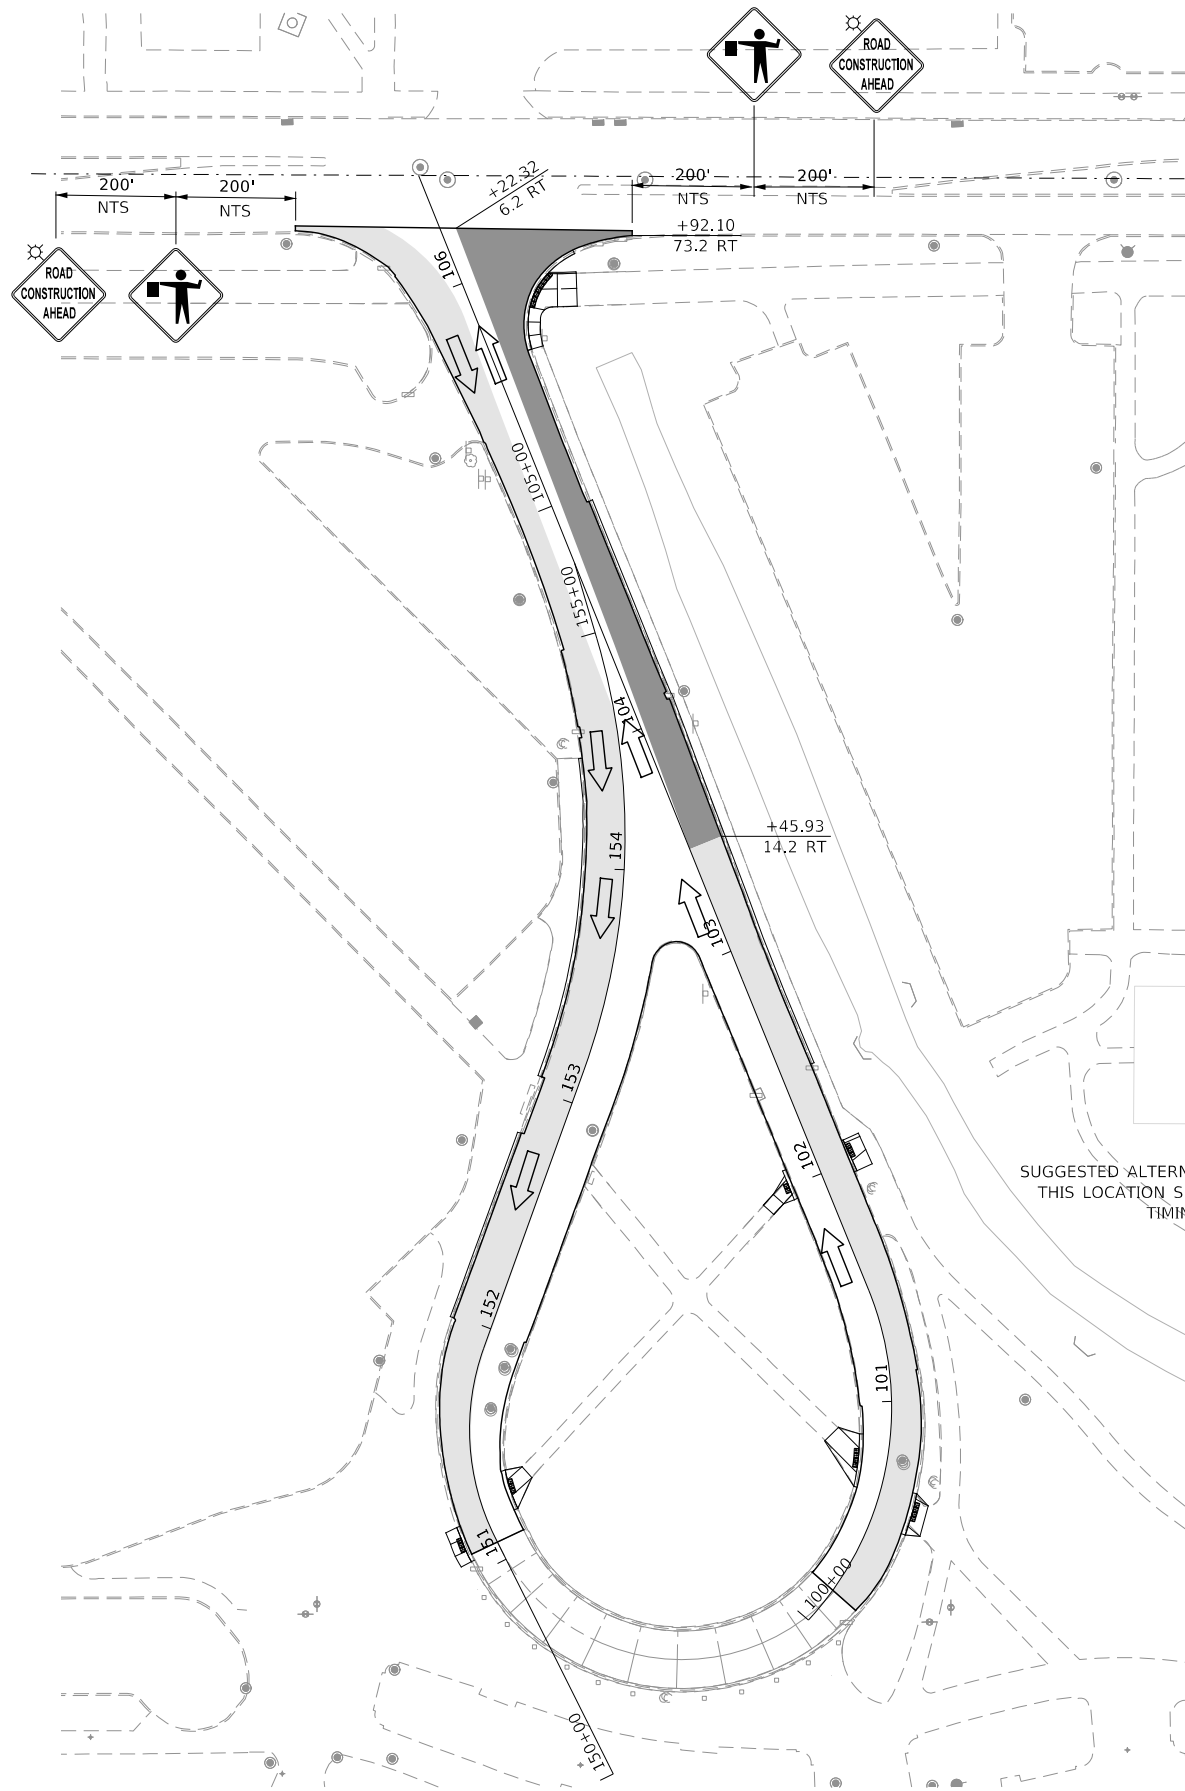 ROAD
CONSTRUCTION
AHEAD
200'
NTS
200'
NTS
+22.32
6.2 RT
200'
NTS
200'
NTS
+92.10
73.2 RT
ROAD
CONSTRUCTION
AHEAD
106
105+00
155+00
104
+45.93
14.2 RT
154
103
153
102
SUGGESTED ALTERN
THIS LOCATION S
TIMIN
152
101
151
100+00
150+00